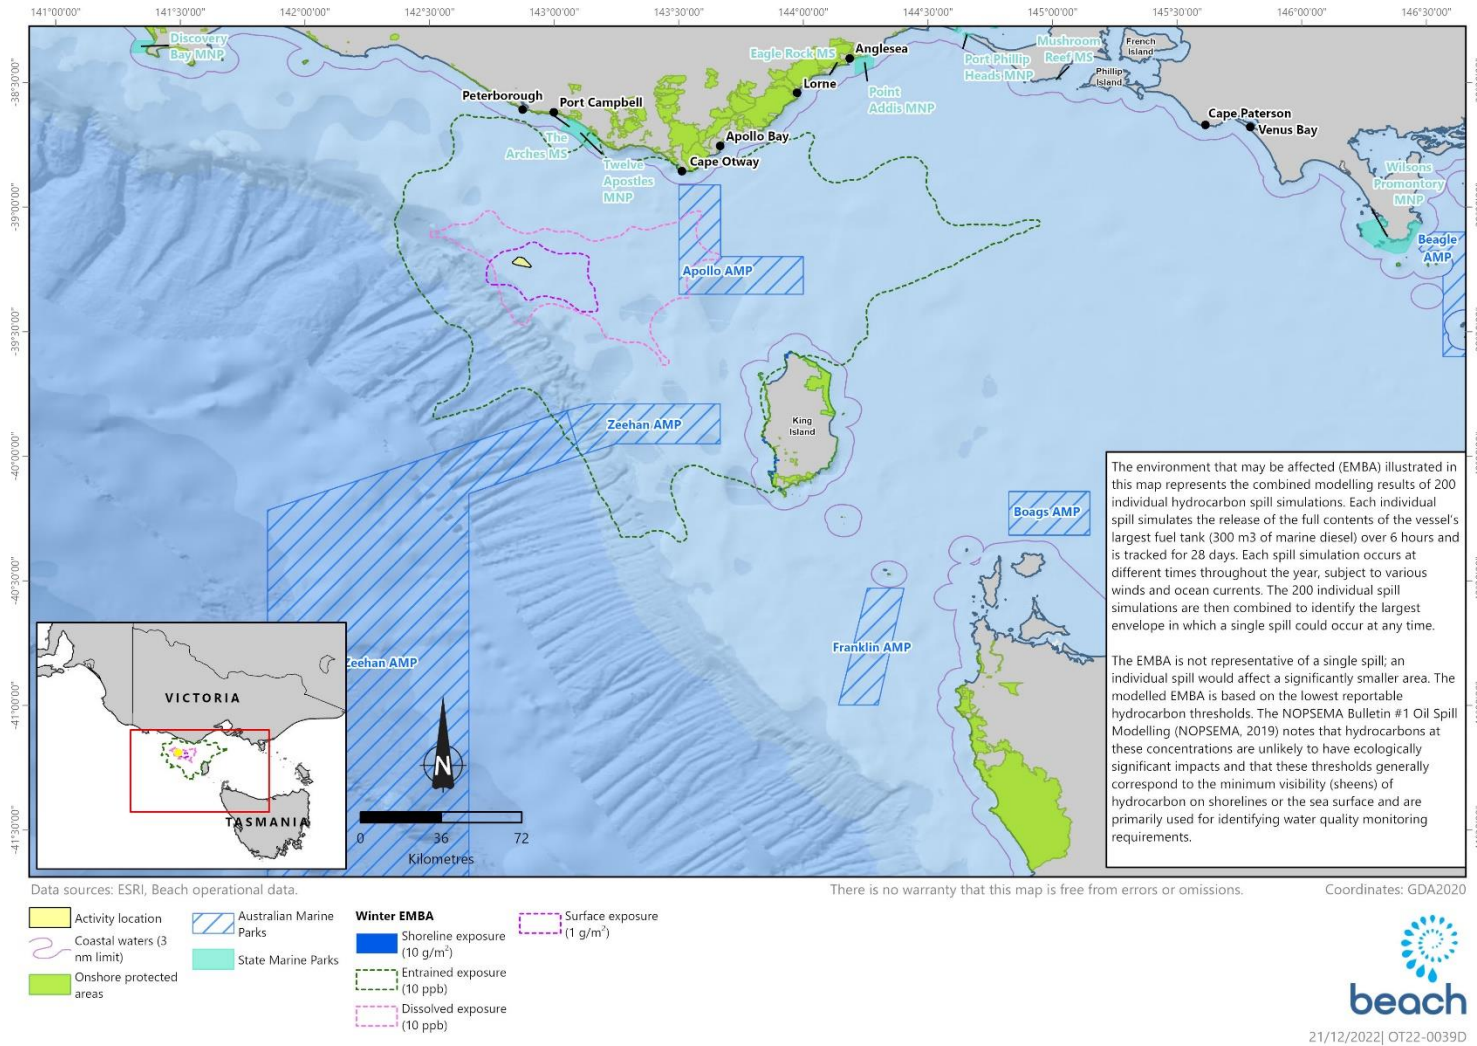 141°00'00" 141°30'00" 142°00'00" 142°30'00" 143°00'00" 143°30'00" 144°00'00" 144°30'00" 145°00'00" 145°30'00" 146°00'00" 146°30'00"
Discovery
Bay MNP
Eagle Rock MS
Anglesea
Port Phillip
Heads MNP
Mushroom
Reef MS
French
Island
Phillip
Island
-38°30'00"
Lorne
Point
Addis MNP
Peterborough
Port Campbell
The
Arches MS
Twelve
Apostles
MNP
Apollo Bay
Cape Otway
Cape Paterson
Venus Bay
Wilsons
Promontory
MNP
Beagle
AMP
-39°00'00"
Apollo AMP
-39°30'00"
Zeehan AMP
King
Island
-40°00'00"
Boags AMP
-40°30'00"
Franklin AMP
Zeehan AMP
-41°00'00"
-41°30'00"
VICTORIA
TASMANIA
N
0 36 72
Kilometres
The environment that may be affected (EMBA) illustrated in
this map represents the combined modelling results of 200
individual hydrocarbon spill simulations. Each individual
spill simulates the release of the full contents of the vessel's
largest fuel tank (300 m3 of marine diesel) over 6 hours and
is tracked for 28 days. Each spill simulation occurs at
different times throughout the year, subject to various
winds and ocean currents. The 200 individual spill
simulations are then combined to identify the largest
envelope in which a single spill could occur at any time.
The EMBA is not representative of a single spill; an
individual spill would affect a significantly smaller area. The
modelled EMBA is based on the lowest reportable
hydrocarbon thresholds. The NOPSEMA Bulletin #1 Oil Spill
Modelling (NOPSEMA, 2019) notes that hydrocarbons at
these concentrations are unlikely to have ecologically
significant impacts and that these thresholds generally
correspond to the minimum visibility (sheens) of
hydrocarbon on shorelines or the sea surface and are
primarily used for identifying water quality monitoring
requirements.
Data sources: ESRI, Beach operational data.
There is no warranty that this map is free from errors or omissions.
Coordinates: GDA2020
Activity location
Coastal waters (3
nm limit)
Onshore protected
areas
Australian Marine
Parks
State Marine Parks
Winter EMBA
Shoreline exposure
(10 g/m²)
Entrained exposure
(10 ppb)
Dissolved exposure
(10 ppb)
Surface exposure
(1 g/m²)
beach
21/12/2022| OT22-0039D